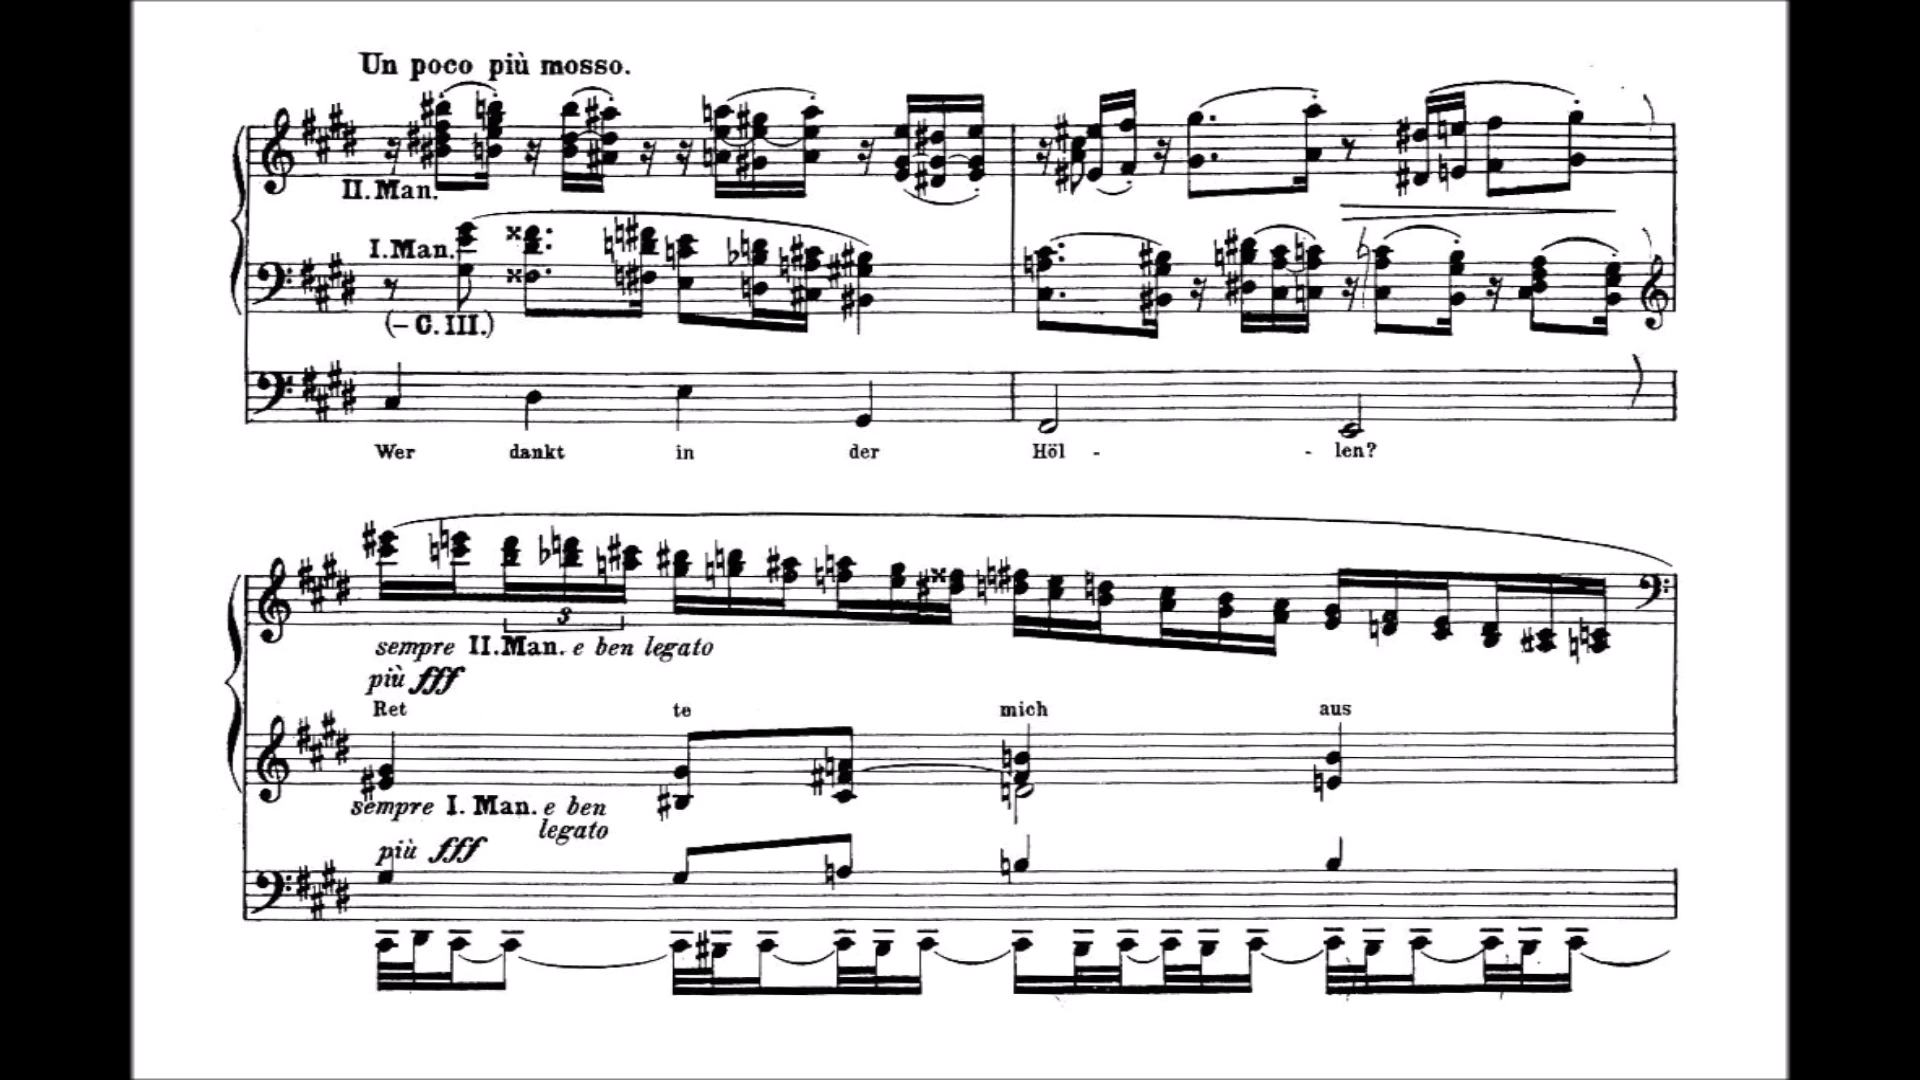 Un poco più mosso.
II. Man.
I. Man.
(– C. III.)
Wer dankt in der Höl - - len?
3
sempre II. Man. e ben legato
più fff
Ret te mich aus
sempre I. Man. e ben
legato
più fff